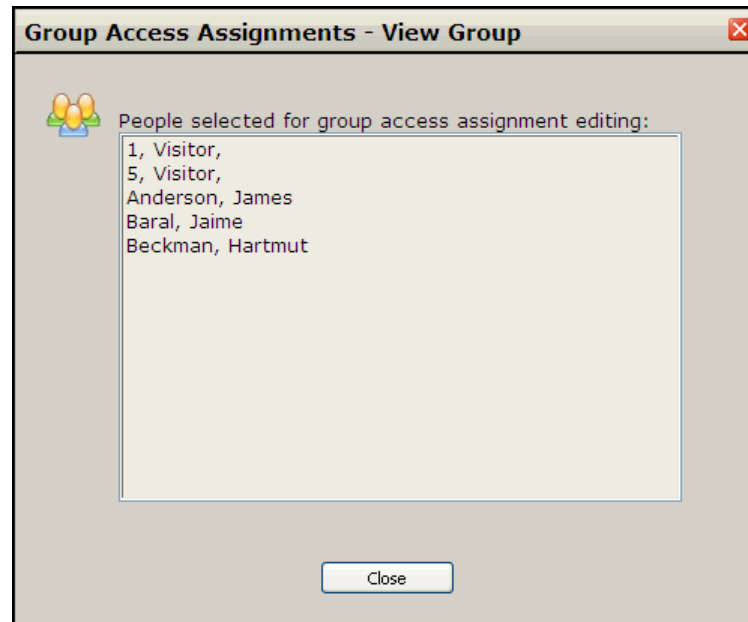 Group Access Assignments - View Group
People selected for group access assignment editing:
1, Visitor,
5, Visitor,
Anderson, James
Baral, Jaime
Beckman, Hartmut
Close